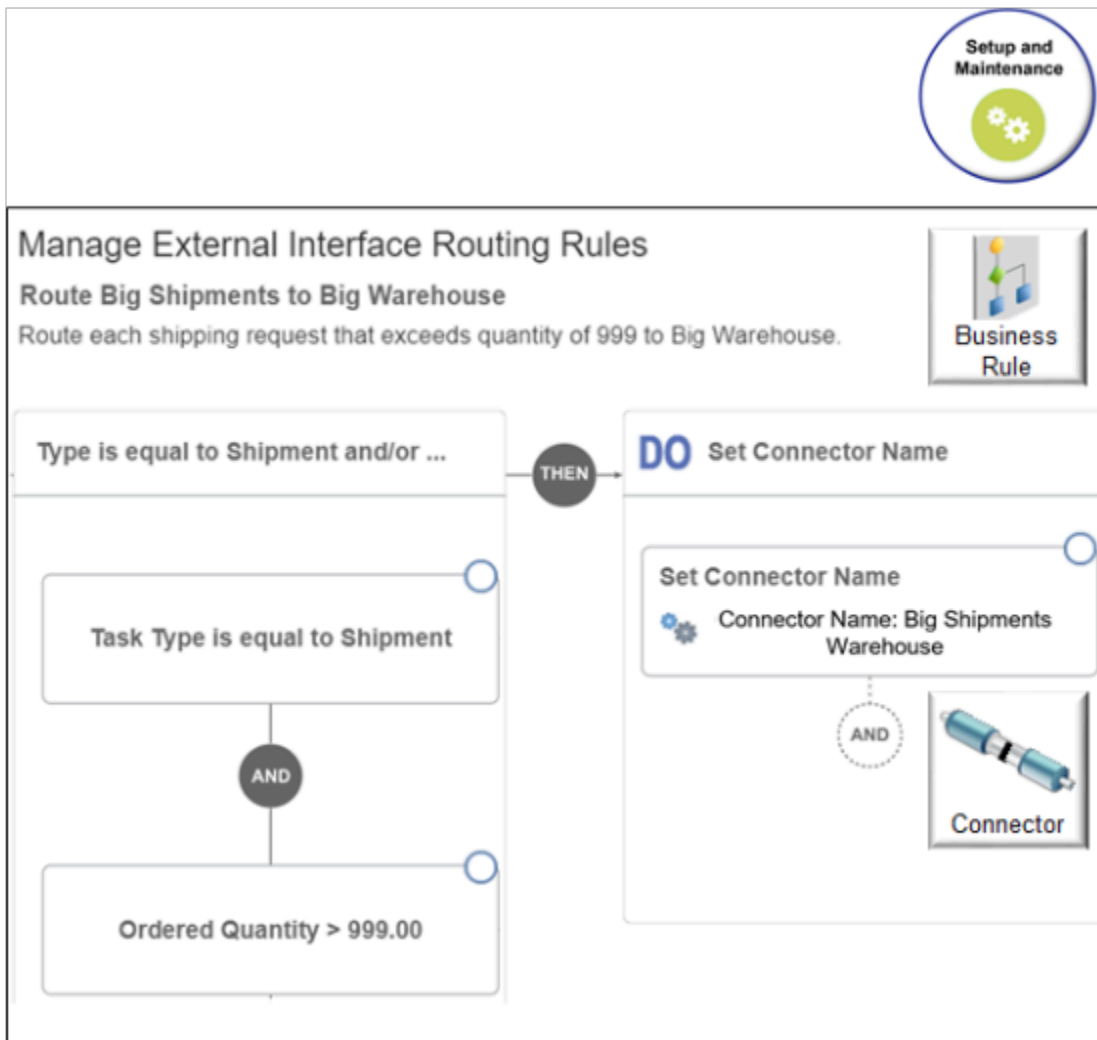 Setup and
Maintenance
Manage External Interface Routing Rules
Route Big Shipments to Big Warehouse
Route each shipping request that exceeds quantity of 999 to Big Warehouse.
Business
Rule
Type is equal to Shipment and/or ...
THEN
DO Set Connector Name
Task Type is equal to Shipment
AND
Ordered Quantity > 999.00
Set Connector Name
Connector Name: Big Shipments
Warehouse
AND
Connector